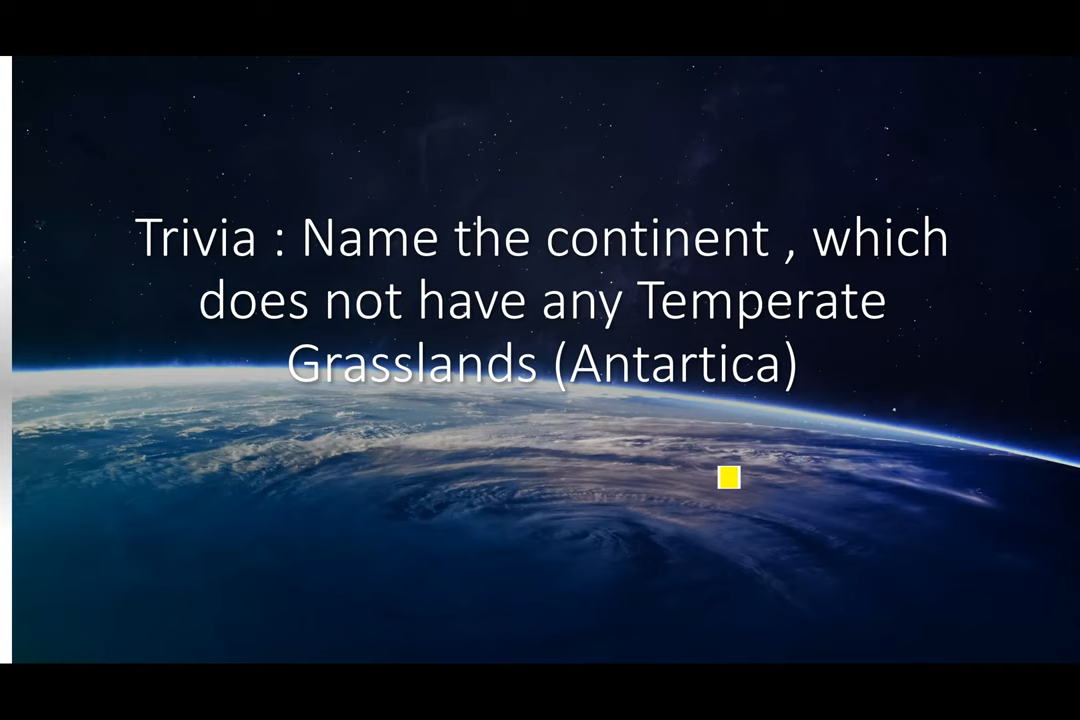 Trivia : Name the continent , which
does not have any Temperate
Grasslands (Antartica)